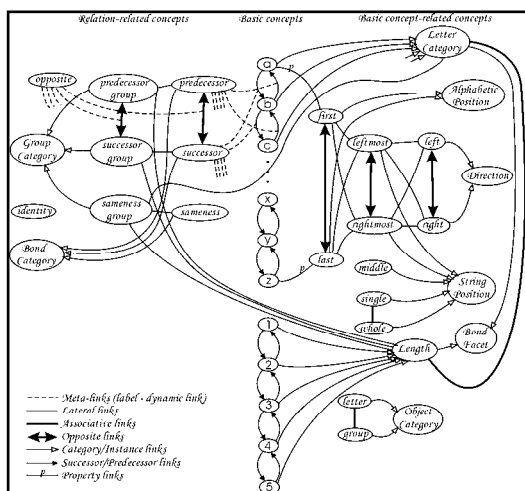 Relation-related concepts
Basic concepts
Basic concept-related concepts
opposite
predecessor
group
predecessor
Group
Category
successor
group
successor
identity
sameness
group
sameness
Bond
Category
a
p
b
c
x
y
z
p
1
2
3
4
5
Letter
Category
first
Alphabetic
Position
leftmost
left
Direction
rightmost
right
last
middle
String
Position
single
whole
Bond
Facet
Length
letter
Object
Category
group
Meta-links (label - dynamic link)
Lateral links
Associative links
Opposite links
Category/Instance links
Successor/Predecessor links
p Property links